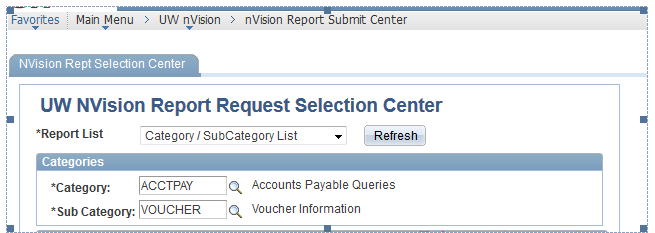 Favorites Main Menu > UW nVision > nVision Report Submit Center
NVision Rept Selection Center
UW NVision Report Request Selection Center
*Report List Category / SubCategory List Refresh
Categories
*Category: ACCTPAY Accounts Payable Queries
*Sub Category: VOUCHER Voucher Information